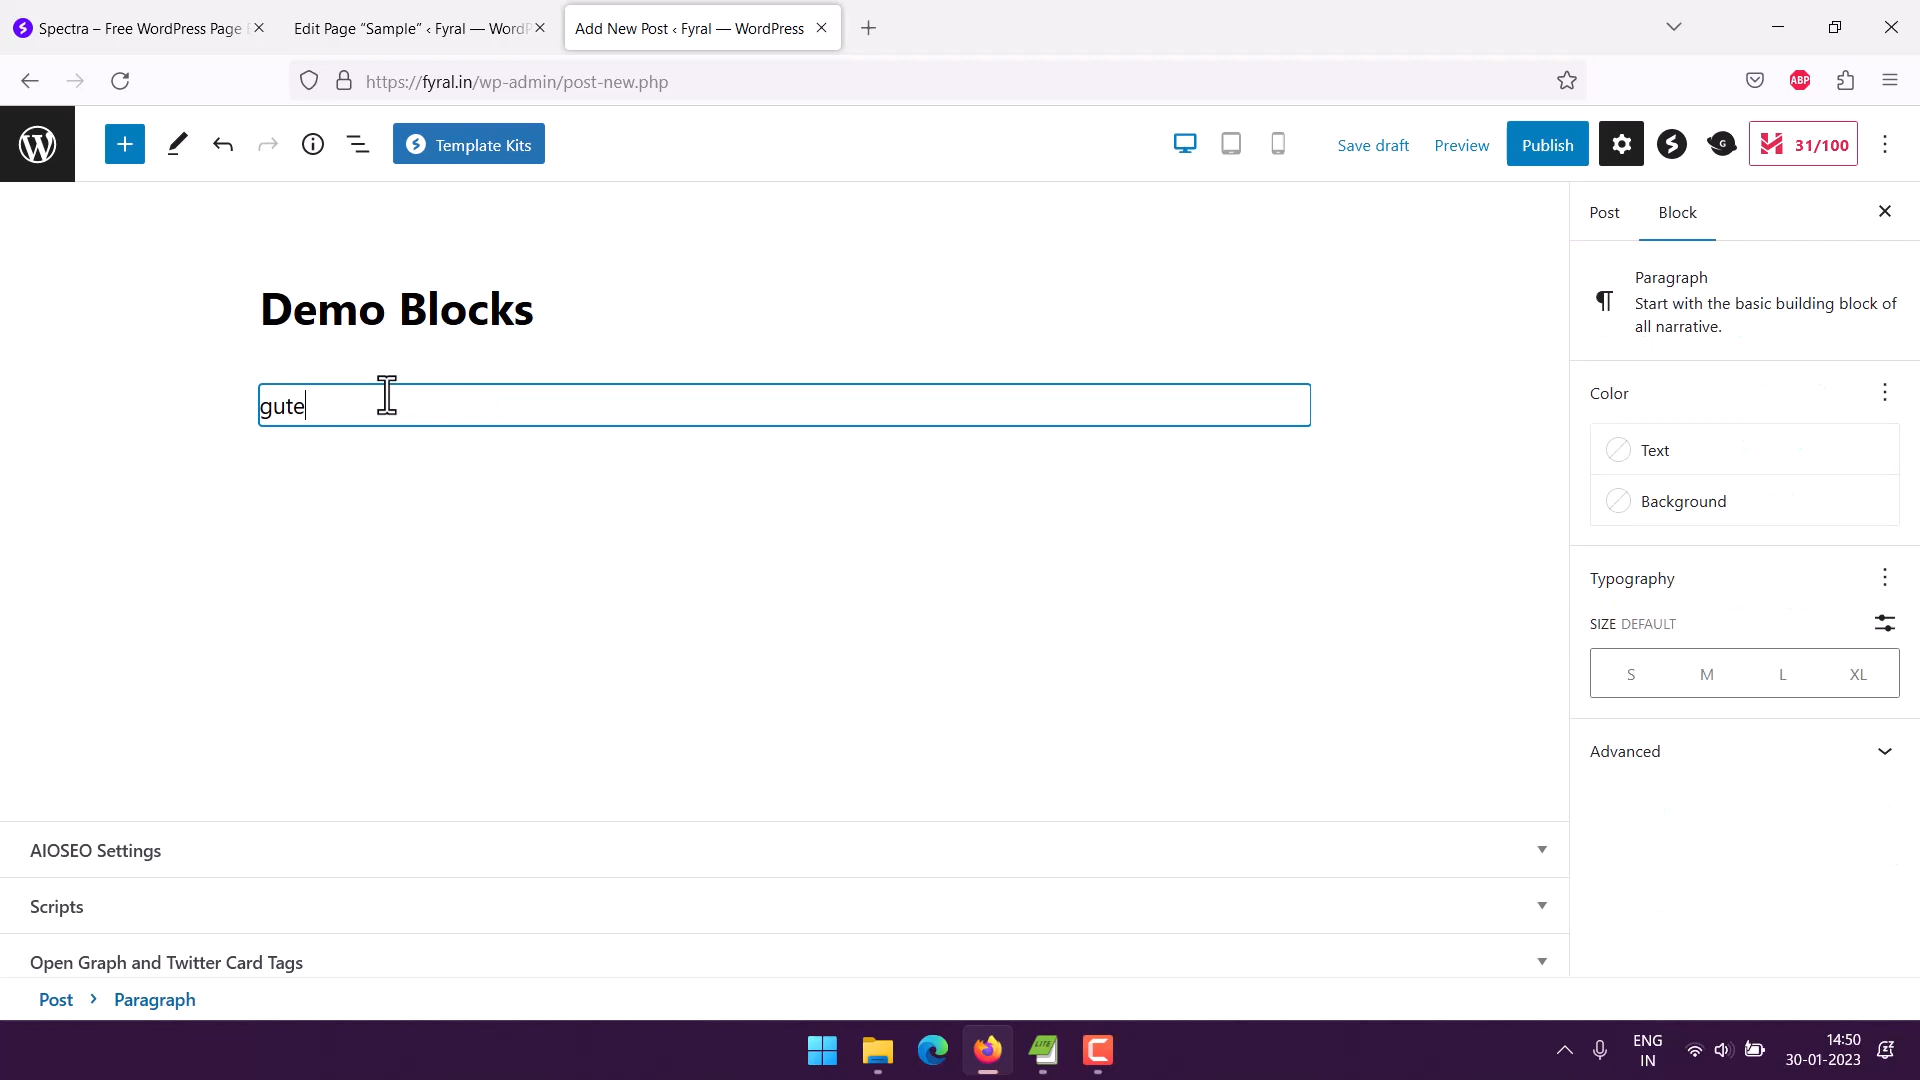 Spectra – Free WordPress Page
Edit Page “Sample” ‹ Fyral — WordP
Add New Post ‹ Fyral — WordPress
https://fyral.in/wp-admin/post-new.php
ABP
Template Kits
Save draft
Preview
Publish
G
31/100
Post
Block
Demo Blocks
gute
Paragraph
Start with the basic building block of
all narrative.
Color
Text
Background
Typography
SIZE DEFAULT
S M L XL
Advanced
AIOSEO Settings
Scripts
Open Graph and Twitter Card Tags
Post › Paragraph
LITE
ENG
IN
14:50
30-01-2023